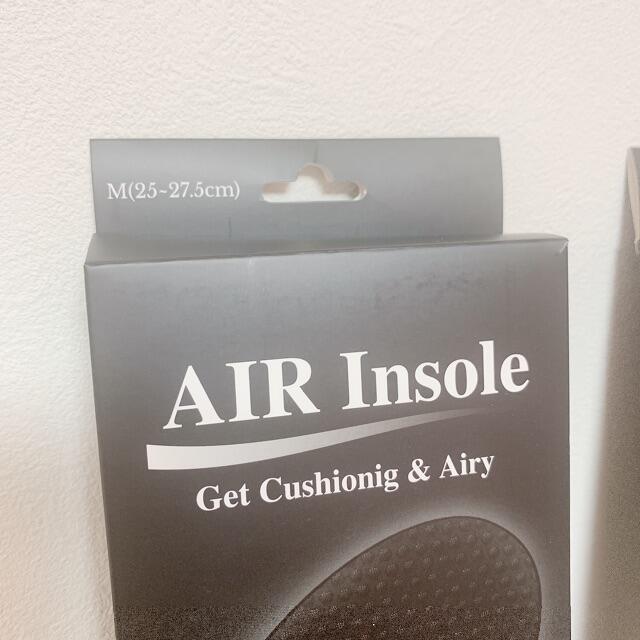 M(25~27.5cm)
AIR Insole
Get Cushionig & Airy